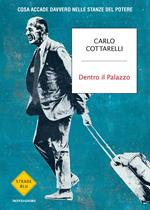 COSA ACCADE DAVVERO NELLE STANZE DEL POTERE
CARLO
COTTARELLI
Dentro il Palazzo
STRADE
BLU
MONDADORI